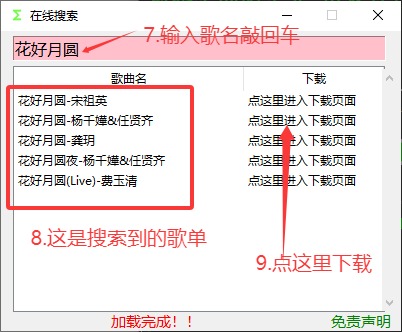 在线搜索
花好月圆
7.输入歌名敲回车
歌曲名 下载
花好月圆-宋祖英 点这里进入下载页面
花好月圆-杨千嬅&任贤齐 点这里进入下载页面
花好月圆-龚玥 点这里进入下载页面
花好月圆夜-杨千嬅&任贤齐 点这里进入下载页面
花好月圆(Live)-费玉清 点这里进入下载页面
8.这是搜索到的歌单
9.点这里下载
加载完成！！ 免责声明